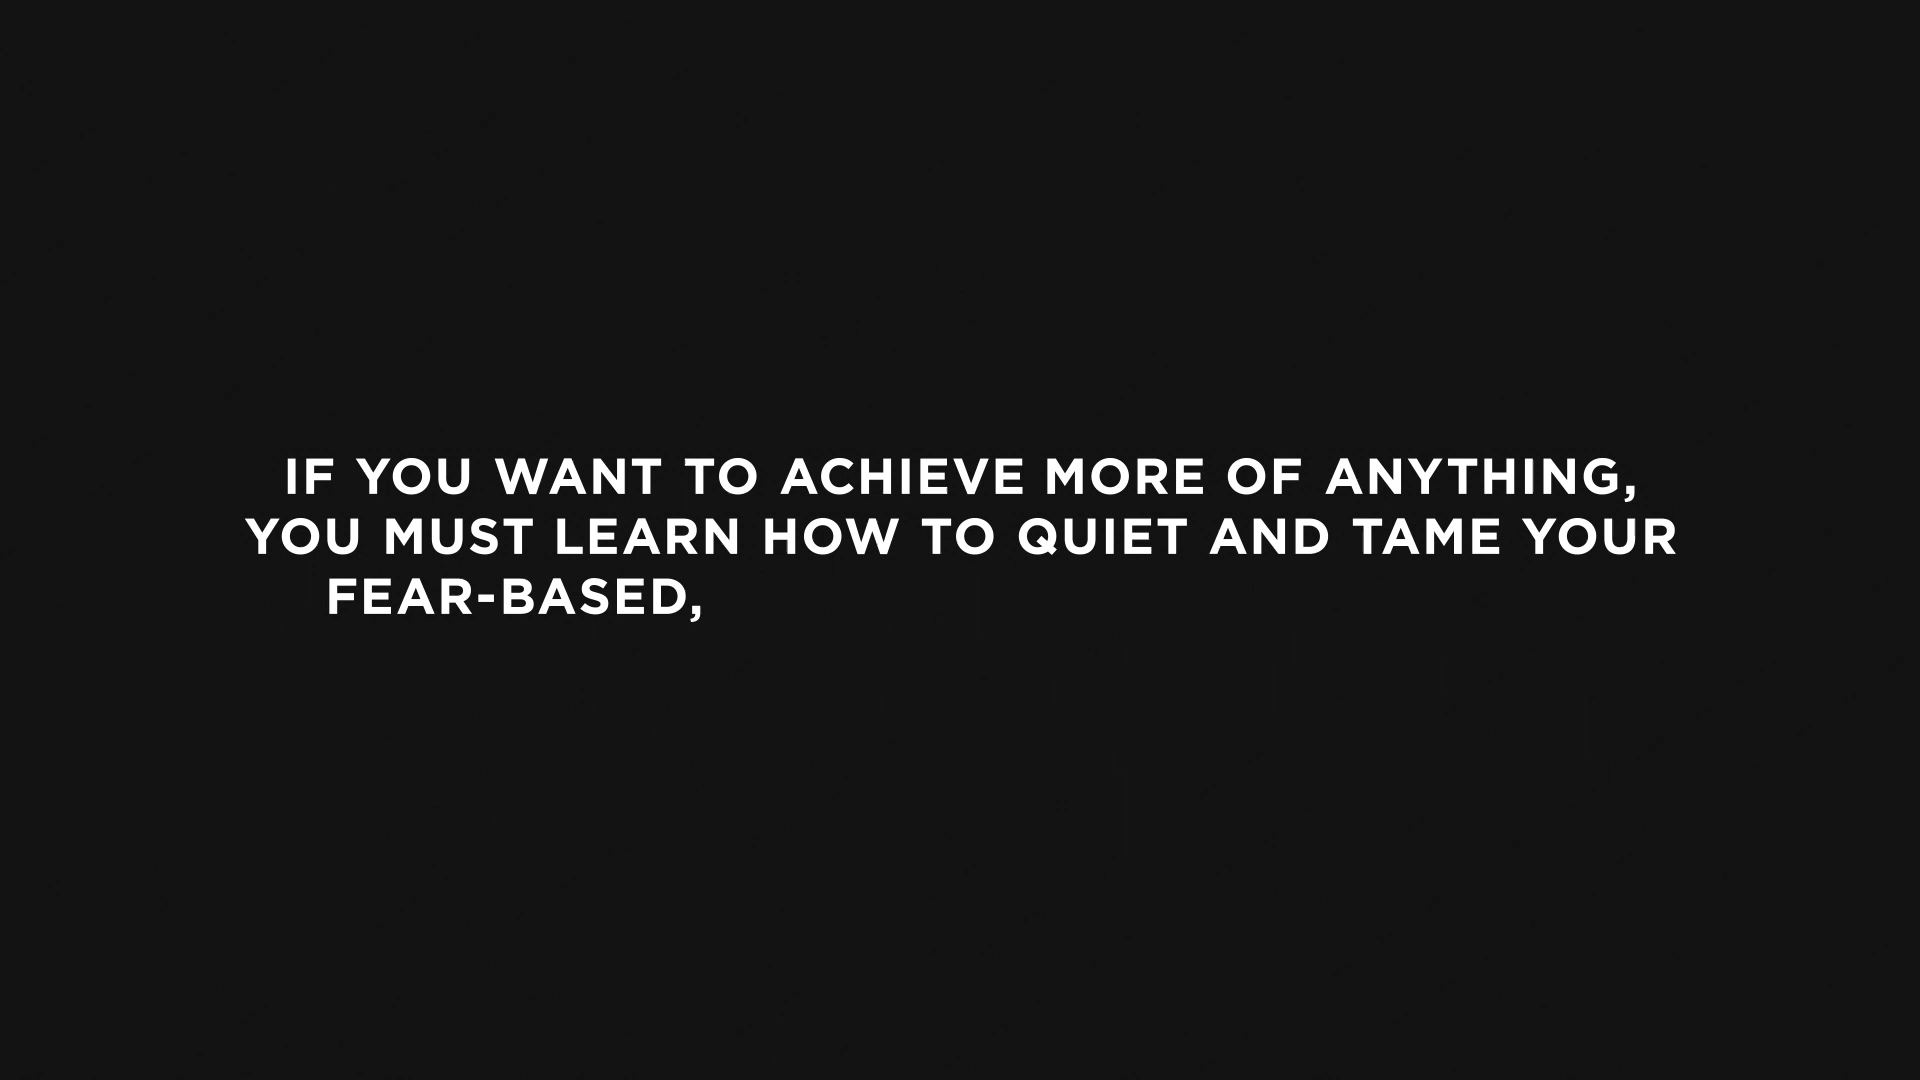 IF YOU WANT TO ACHIEVE MORE OF ANYTHING,
YOU MUST LEARN HOW TO QUIET AND TAME YOUR
FEAR-BASED,